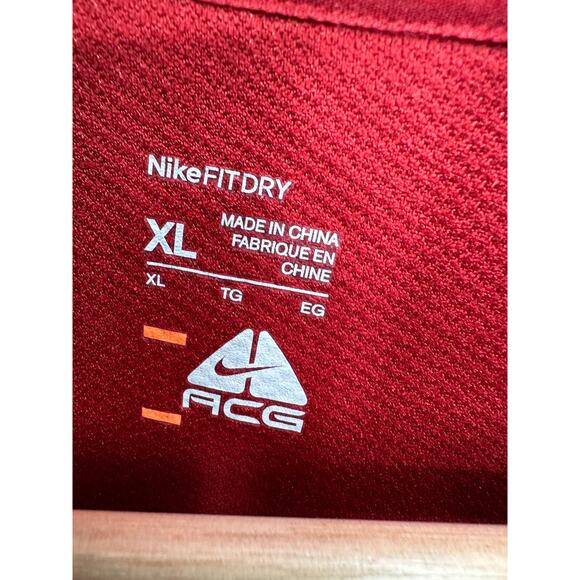 NikeFITDRY
XL
MADE IN CHINA
FABRIQUE EN
CHINE
XL TG EG
ACG